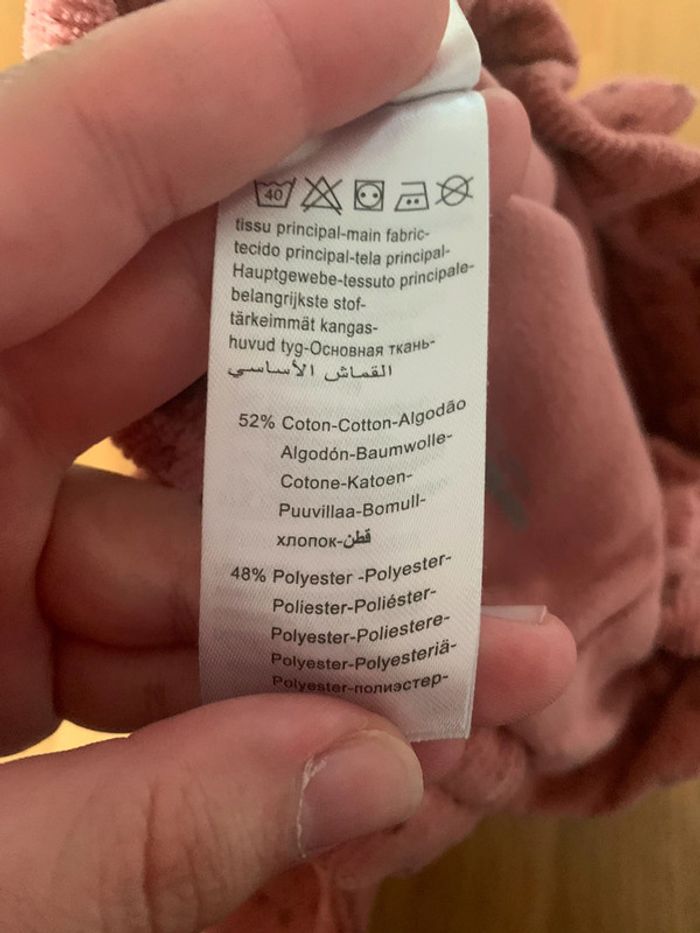 40
tissu principal-main fabric-
tecido principal-tela principal-
Hauptgewebe-tessuto principale-
belangrijkste stof-
tärkeimmät kangas-
huvud tyg-Основная ткань-
القماش الأساسي
52% Coton-Cotton-Algodão
Algodón-Baumwolle-
Cotone-Katoen-
Puuvillaa-Bomull-
хлопок-قطن
48% Polyester -Polyester-
Poliester-Poliéster-
Polyester-Poliestere-
Polyester-Polyesteriä-
Polyester-полиэстер-